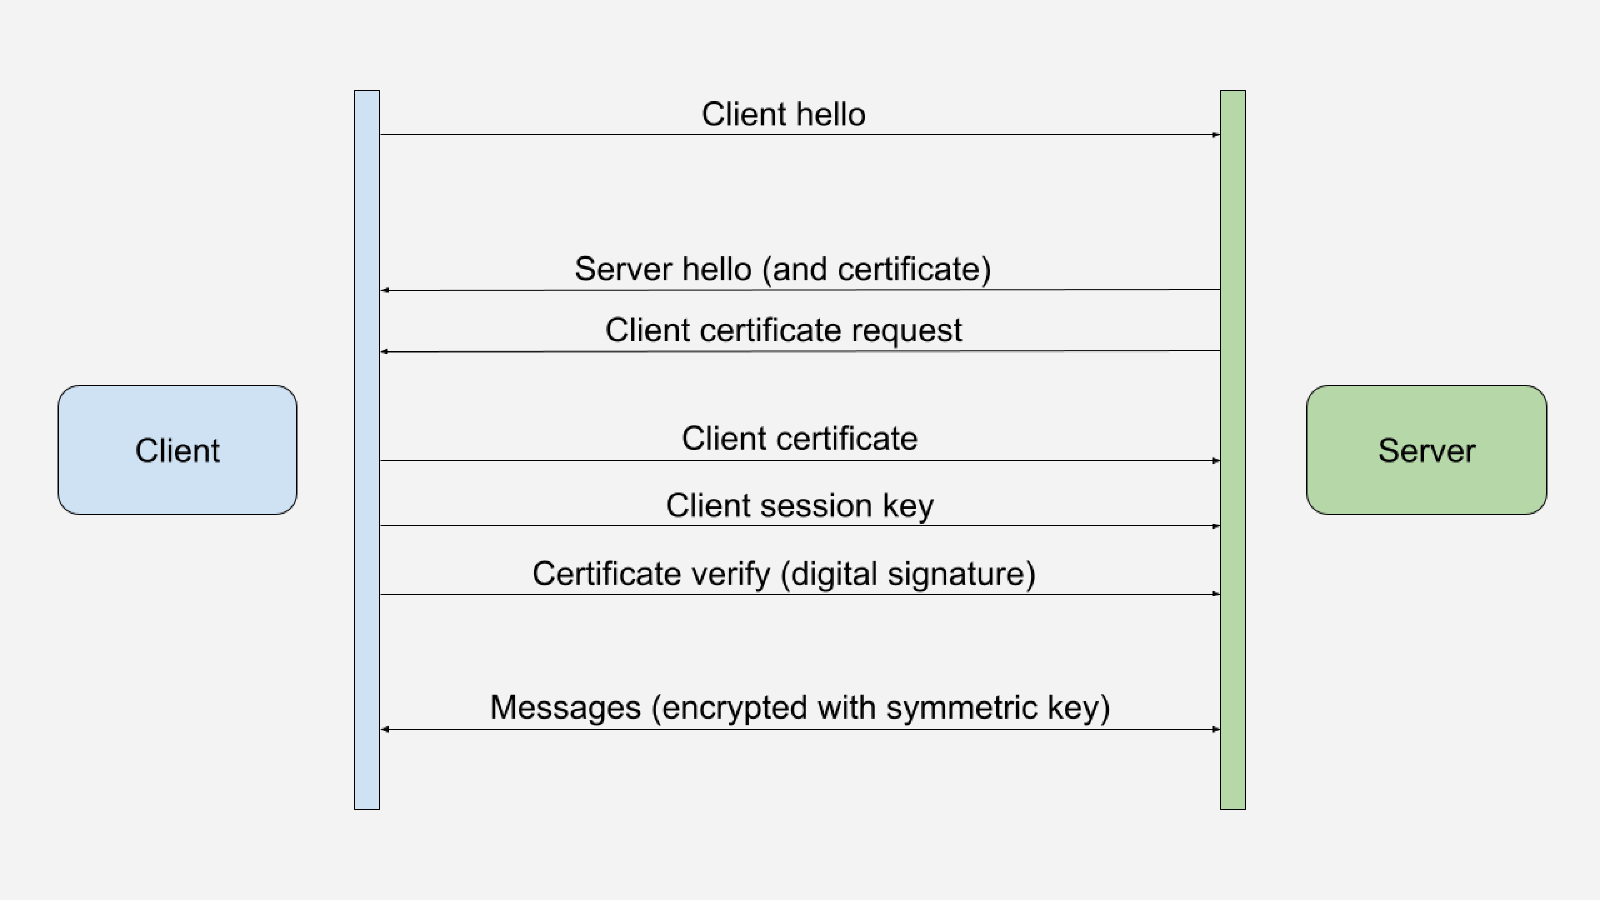 Client hello
Server hello (and certificate)
Client certificate request
Client certificate
Client
Server
Client session key
Certificate verify (digital signature)
Messages (encrypted with symmetric key)